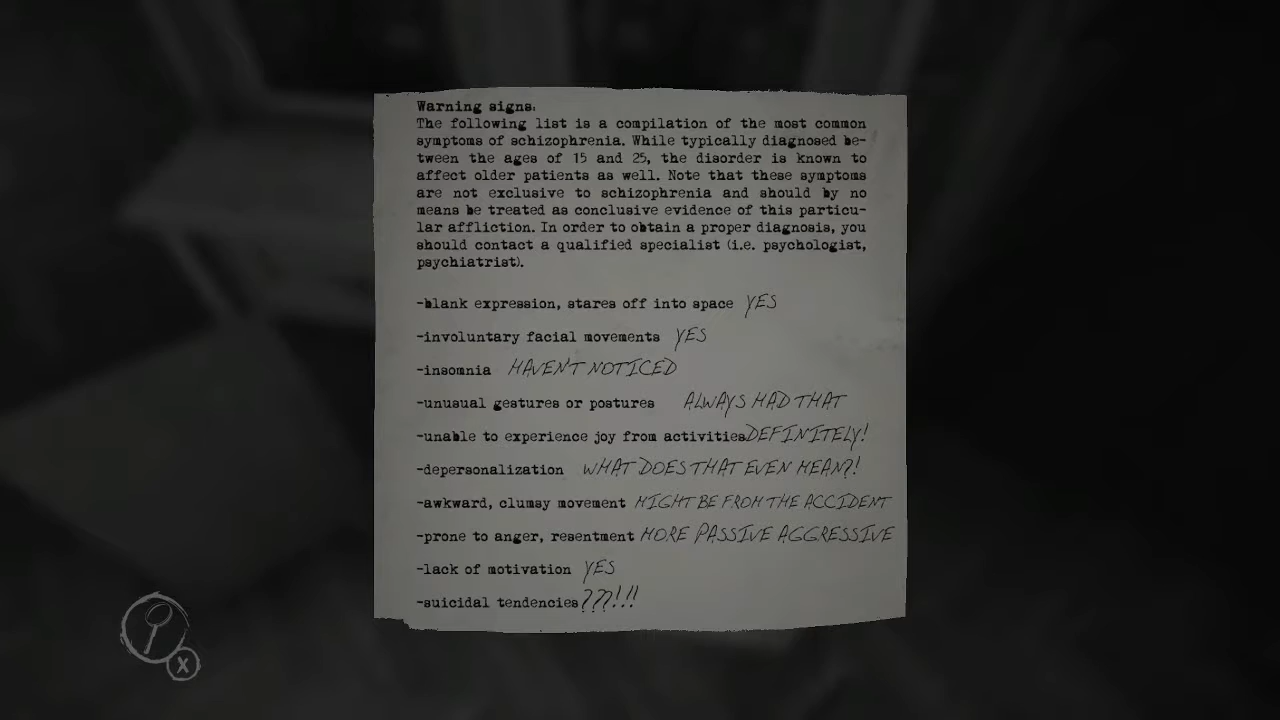 Warning signs:
The following list is a compilation of the most common
symptoms of schizophrenia. While typically diagnosed be-
tween the ages of 15 and 25, the disorder is known to
affect older patients as well. Note that these symptoms
are not exclusive to schizophrenia and should by no
means be treated as conclusive evidence of this particu-
lar affliction. In order to obtain a proper diagnosis, you
should contact a qualified specialist (i.e. psychologist,
psychiatrist).
-blank expression, stares off into space YES
-involuntary facial movements YES
-insomnia HAVEN'T NOTICED
-unusual gestures or postures ALWAYS HAD THAT
-unable to experience joy from activities DEFINITELY!
-depersonalization WHAT DOES THAT EVEN MEAN?!
-awkward, clumsy movement MIGHT BE FROM THE ACCIDENT
-prone to anger, resentment MORE PASSIVE AGGRESSIVE
-lack of motivation YES
-suicidal tendencies ???!!!
X